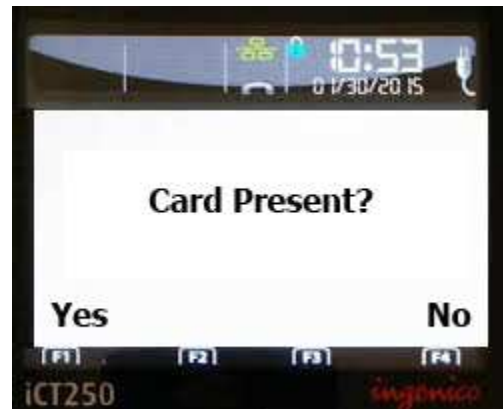 10:53
01/30/2015
Card Present?
Yes No
F1 F2 F3 F4
iCT250 ingenico